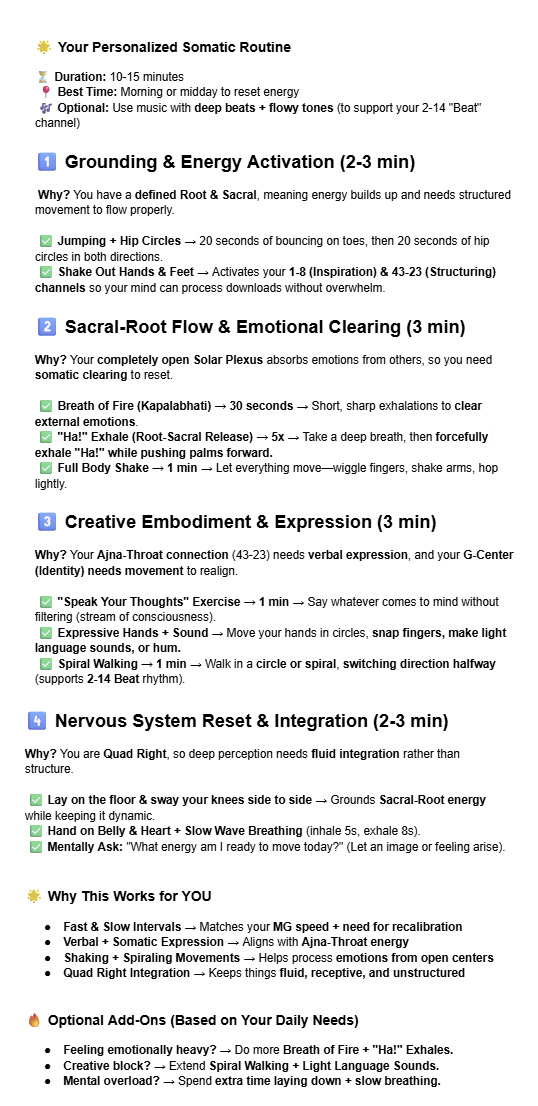 🌟 Your Personalized Somatic Routine
⏳ Duration: 10-15 minutes
📍 Best Time: Morning or midday to reset energy
🎶 Optional: Use music with deep beats + flowy tones (to support your 2-14 "Beat"
channel)
1️⃣ Grounding & Energy Activation (2-3 min)
Why? You have a defined Root & Sacral, meaning energy builds up and needs structured
movement to flow properly.
✅ Jumping + Hip Circles → 20 seconds of bouncing on toes, then 20 seconds of hip
circles in both directions.
✅ Shake Out Hands & Feet → Activates your 1-8 (Inspiration) & 43-23 (Structuring)
channels so your mind can process downloads without overwhelm.
2️⃣ Sacral-Root Flow & Emotional Clearing (3 min)
Why? Your completely open Solar Plexus absorbs emotions from others, so you need
somatic clearing to reset.
✅ Breath of Fire (Kapalabhati) → 30 seconds → Short, sharp exhalations to clear
external emotions.
✅ "Ha!" Exhale (Root-Sacral Release) → 5x → Take a deep breath, then forcefully
exhale "Ha!" while pushing palms forward.
✅ Full Body Shake → 1 min → Let everything move—wiggle fingers, shake arms, hop
lightly.
3️⃣ Creative Embodiment & Expression (3 min)
Why? Your Ajna-Throat connection (43-23) needs verbal expression, and your G-Center
(Identity) needs movement to realign.
✅ "Speak Your Thoughts" Exercise → 1 min → Say whatever comes to mind without
filtering (stream of consciousness).
✅ Expressive Hands + Sound → Move your hands in circles, snap fingers, make light
language sounds, or hum.
✅ Spiral Walking → 1 min → Walk in a circle or spiral, switching direction halfway
(supports 2-14 Beat rhythm).
4️⃣ Nervous System Reset & Integration (2-3 min)
Why? You are Quad Right, so deep perception needs fluid integration rather than
structure.
✅ Lay on the floor & sway your knees side to side → Grounds Sacral-Root energy
while keeping it dynamic.
✅ Hand on Belly & Heart + Slow Wave Breathing (inhale 5s, exhale 8s).
✅ Mentally Ask: "What energy am I ready to move today?" (Let an image or feeling arise).
🌟 Why This Works for YOU
● Fast & Slow Intervals → Matches your MG speed + need for recalibration
● Verbal + Somatic Expression → Aligns with Ajna-Throat energy
● Shaking + Spiraling Movements → Helps process emotions from open centers
● Quad Right Integration → Keeps things fluid, receptive, and unstructured
🔥 Optional Add-Ons (Based on Your Daily Needs)
● Feeling emotionally heavy? → Do more Breath of Fire + "Ha!" Exhales.
● Creative block? → Extend Spiral Walking + Light Language Sounds.
● Mental overload? → Spend extra time laying down + slow breathing.